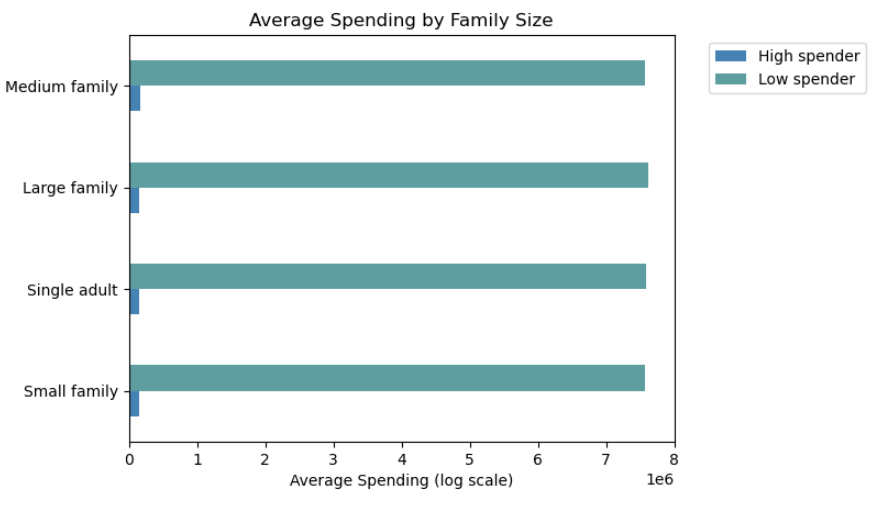 Average Spending by Family Size
High spender
Low spender
Medium family
Large family
Single adult
Small family
0 1 2 3 4 5 6 7 8
1e6
Average Spending (log scale)